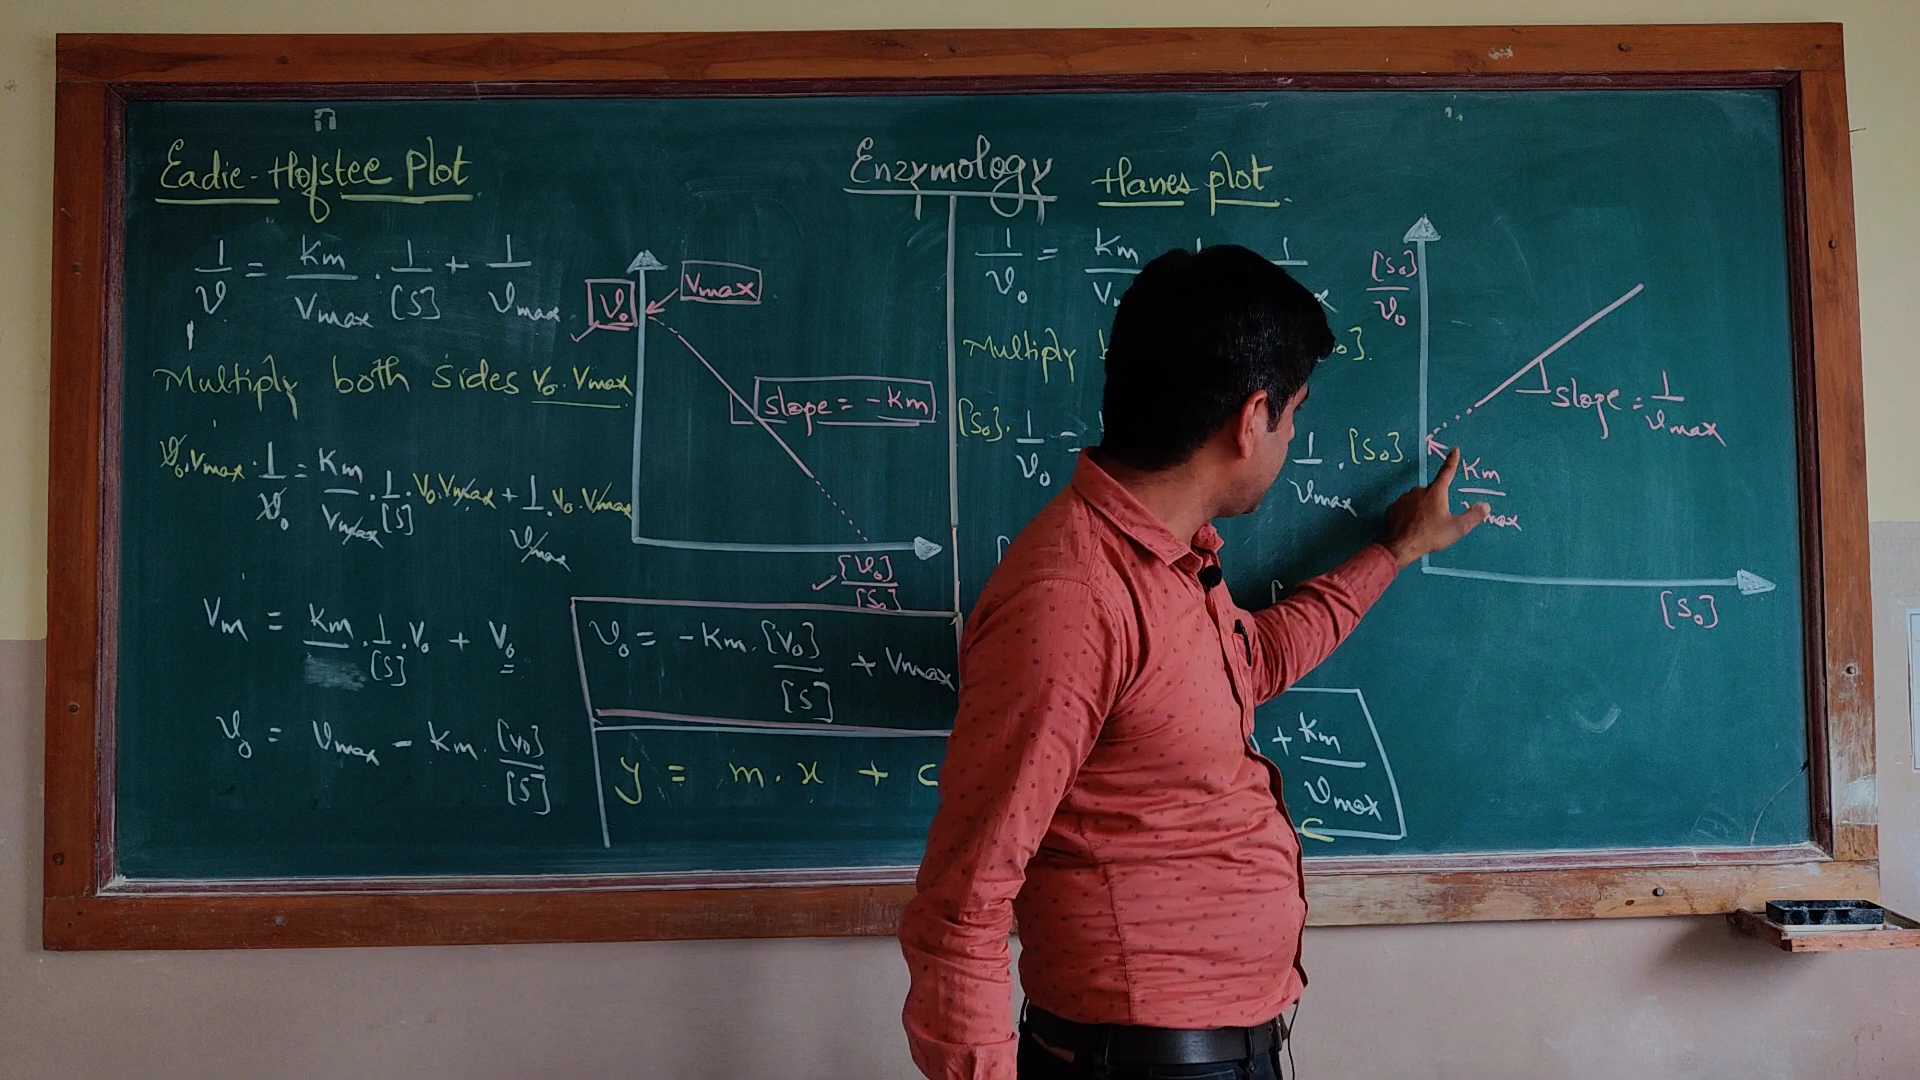 Enzymology
Eadie-Hofstee Plot
1/v = Km/Vmax . 1/[S] + 1/Vmax
Multiply both sides V₀.Vmax
V₀.Vmax . 1/V₀ = Km/Vmax . 1/[S] . V₀.Vmax + 1/Vmax . V₀.Vmax
Vm = Km . 1/[S] . V₀ + V₀
V₀ = Vmax - Km . [V₀]/[S]
V₀
Vmax
slope = -Km
[V₀]/[S₀]
V₀ = -Km . [V₀]/[S] + Vmax
y = m.x + c
Hanes plot
1/V₀ = Km/
Multiply
[S₀].
[S₀] . 1/V₀ =
1/Vmax . [S₀]
+ Km/Vmax
C
[S₀]/V₀
slope = 1/Vmax
Km/Vmax
[S₀]